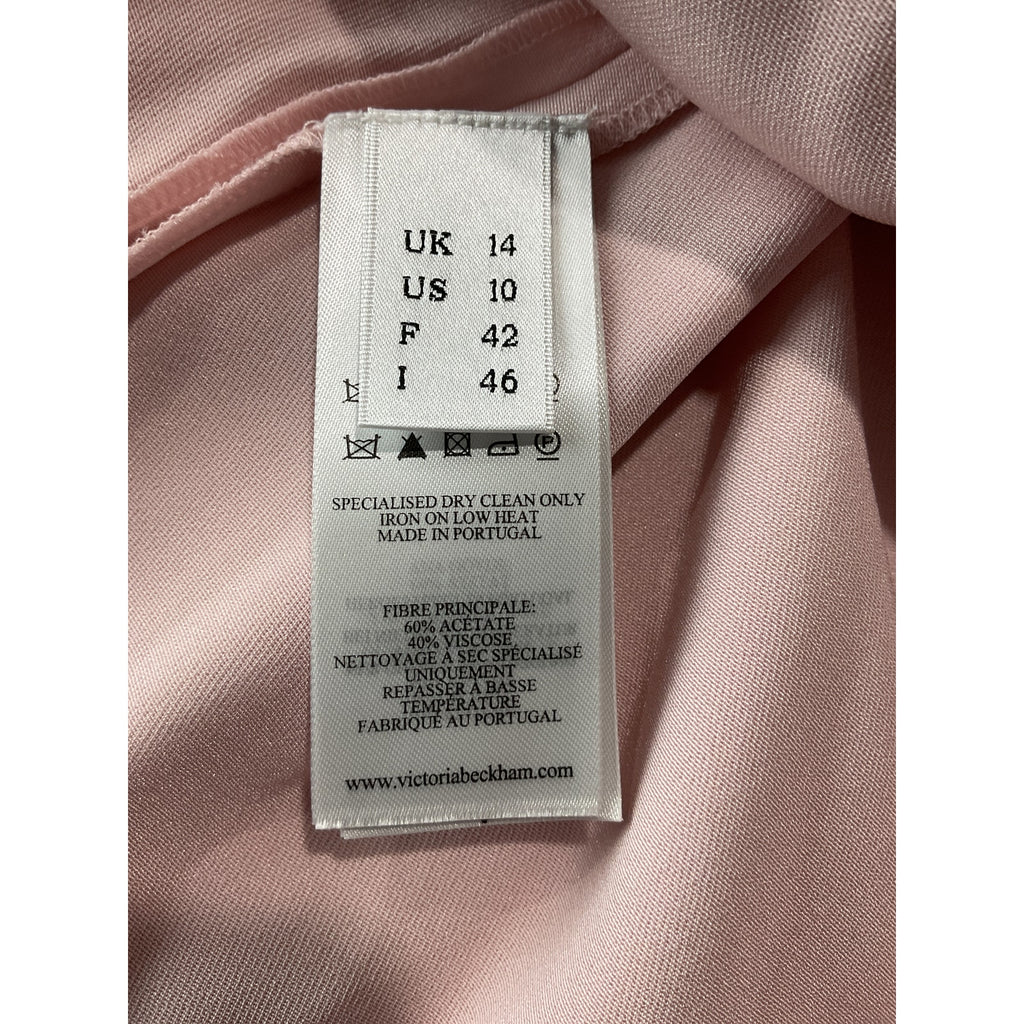 UK 14
US 10
F 42
I 46
P
SPECIALISED DRY CLEAN ONLY
IRON ON LOW HEAT
MADE IN PORTUGAL
FIBRE PRINCIPALE:
60% ACÉTATE
40% VISCOSE
NETTOYAGE À SEC SPÉCIALISÉ
UNIQUEMENT
REPASSER À BASSE
TEMPÉRATURE
FABRIQUÉ AU PORTUGAL
www.victoriabeckham.com